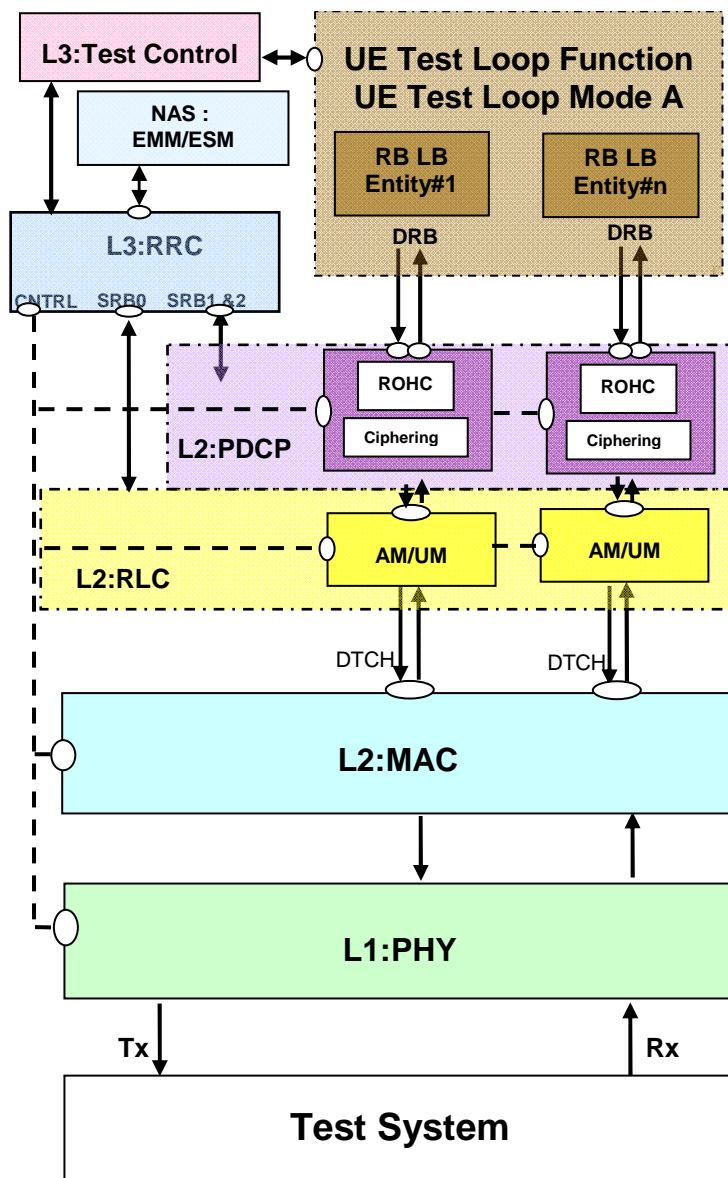 L3:Test Control
UE Test Loop Function
UE Test Loop Mode A
NAS :
EMM/ESM
RB LB
Entity#1
RB LB
Entity#n
DRB
DRB
L3:RRC
CNTRL
SRB0
SRB1 &2
ROHC
Ciphering
ROHC
Ciphering
L2:PDCP
AM/UM
AM/UM
L2:RLC
DTCH
DTCH
L2:MAC
L1:PHY
Tx
Rx
Test System